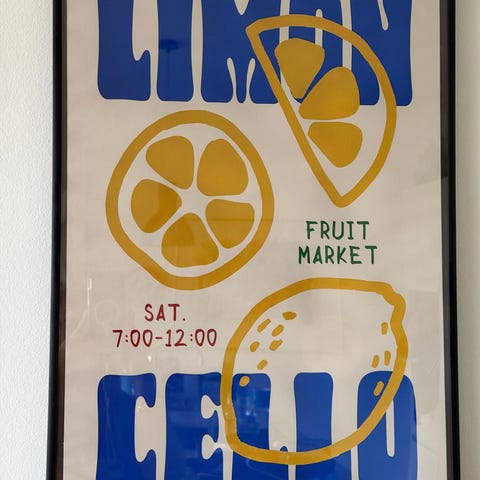 LIMON
FRUIT
MARKET
SAT.
7:00-12:00
CELLO